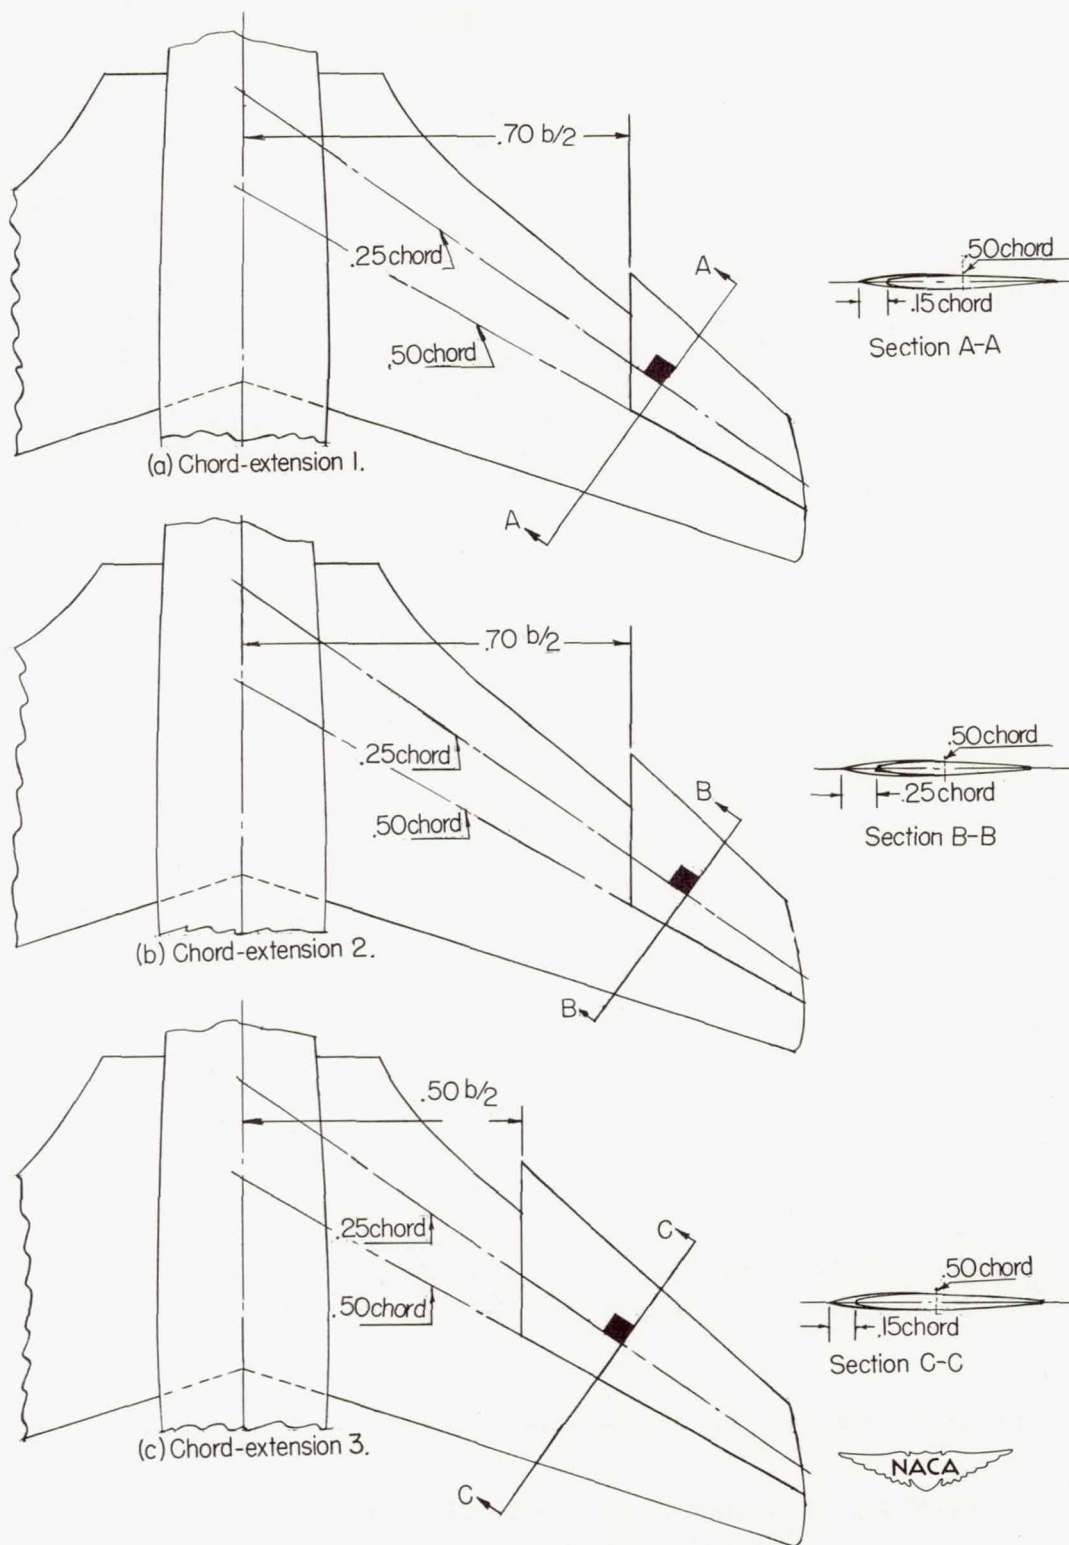 .70 b/2
.25 chord
.50 chord
A
A
.50 chord
.15 chord
Section A-A
(a) Chord-extension 1.
.70 b/2
.25 chord
.50 chord
B
B
.50 chord
.25 chord
Section B-B
(b) Chord-extension 2.
.50 b/2
.25 chord
.50 chord
C
C
.50 chord
.15 chord
Section C-C
(c) Chord-extension 3.
NACA